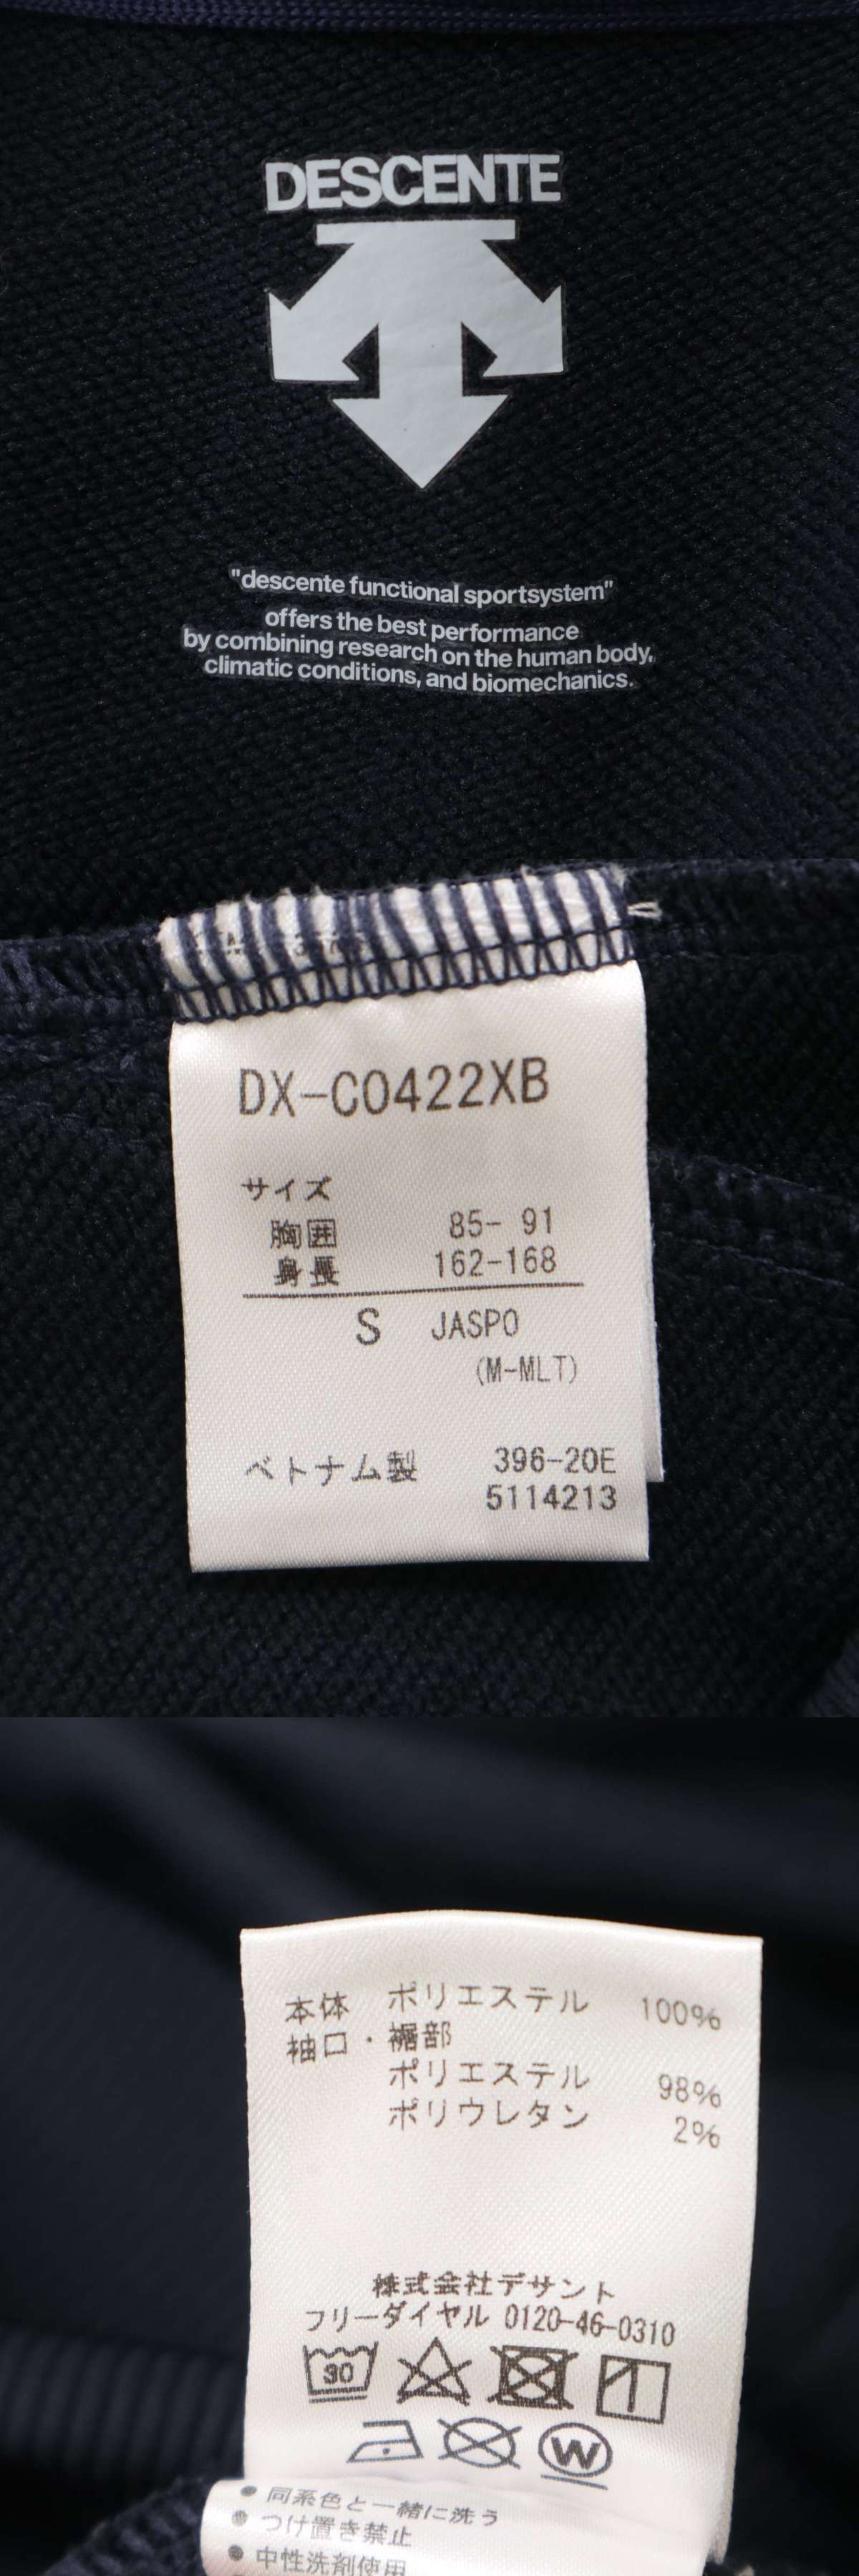 DESCENTE
"descente functional sportsystem"
offers the best performance
by combining research on the human body,
climatic conditions, and biomechanics.
DX-C0422XB
サイズ
胸囲 85- 91
身長 162-168
S JASPO
(M-MLT)
ベトナム製 396-20E
5114213
本体 ポリエステル 100%
袖口・裾部
ポリエステル 98%
ポリウレタン 2%
株式会社デサント
フリーダイヤル 0120-46-0310
30
W
● 同系色と一緒に洗う
● つけ置き禁止
● 中性洗剤使用